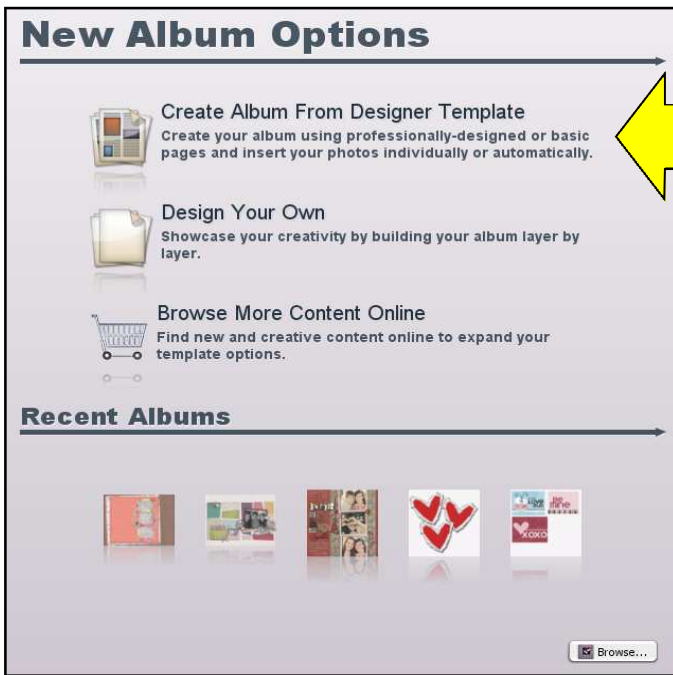 New Album Options
Create Album From Designer Template
Create your album using professionally-designed or basic
pages and insert your photos individually or automatically.
Design Your Own
Showcase your creativity by building your album layer by
layer.
Browse More Content Online
Find new and creative content online to expand your
template options.
Recent Albums
xoxo
Browse...